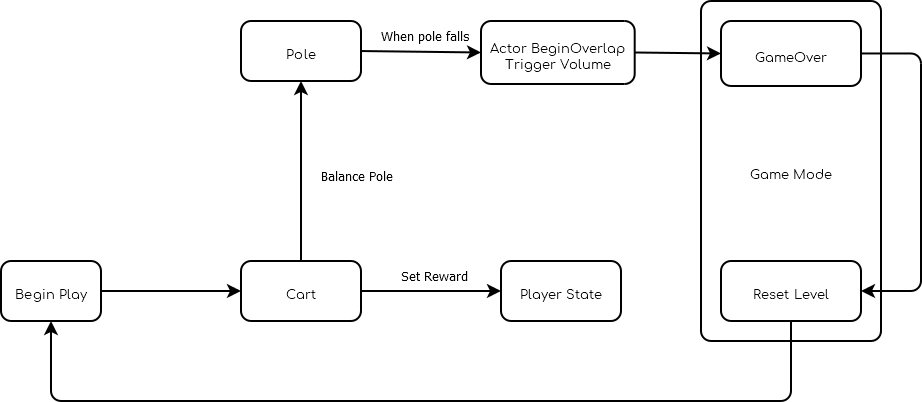 When pole falls
Pole
Actor BeginOverlap
Trigger Volume
GameOver
Balance Pole
Game Mode
Set Reward
Begin Play
Cart
Player State
Reset Level